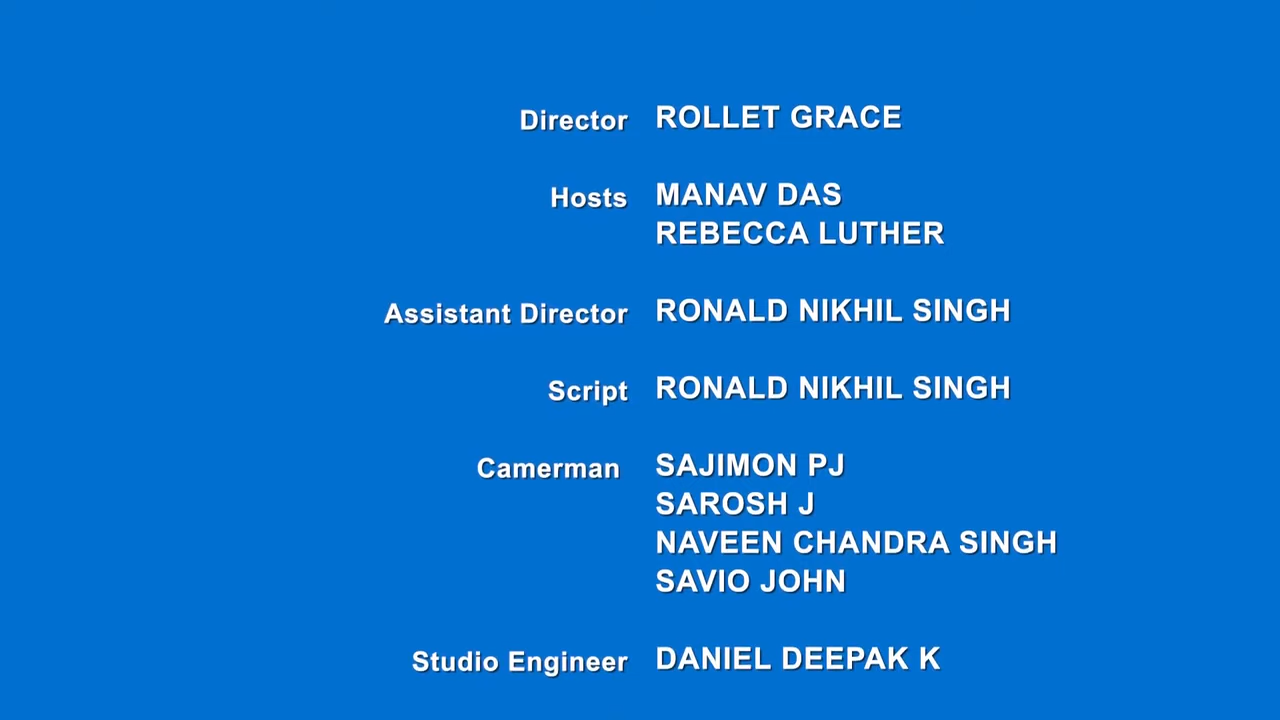 Director ROLLET GRACE
Hosts MANAV DAS
REBECCA LUTHER
Assistant Director RONALD NIKHIL SINGH
Script RONALD NIKHIL SINGH
Camerman SAJIMON PJ
SAROSH J
NAVEEN CHANDRA SINGH
SAVIO JOHN
Studio Engineer DANIEL DEEPAK K